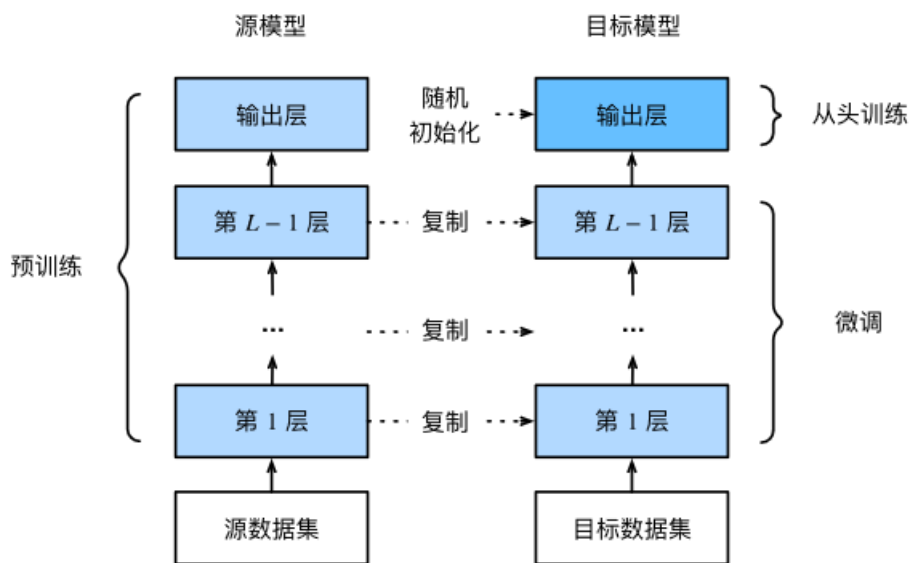 源模型
目标模型
输出层
随机
初始化
输出层
从头训练
第 L − 1 层
复制
第 L − 1 层
预训练
...
复制
...
微调
第 1 层
复制
第 1 层
源数据集
目标数据集